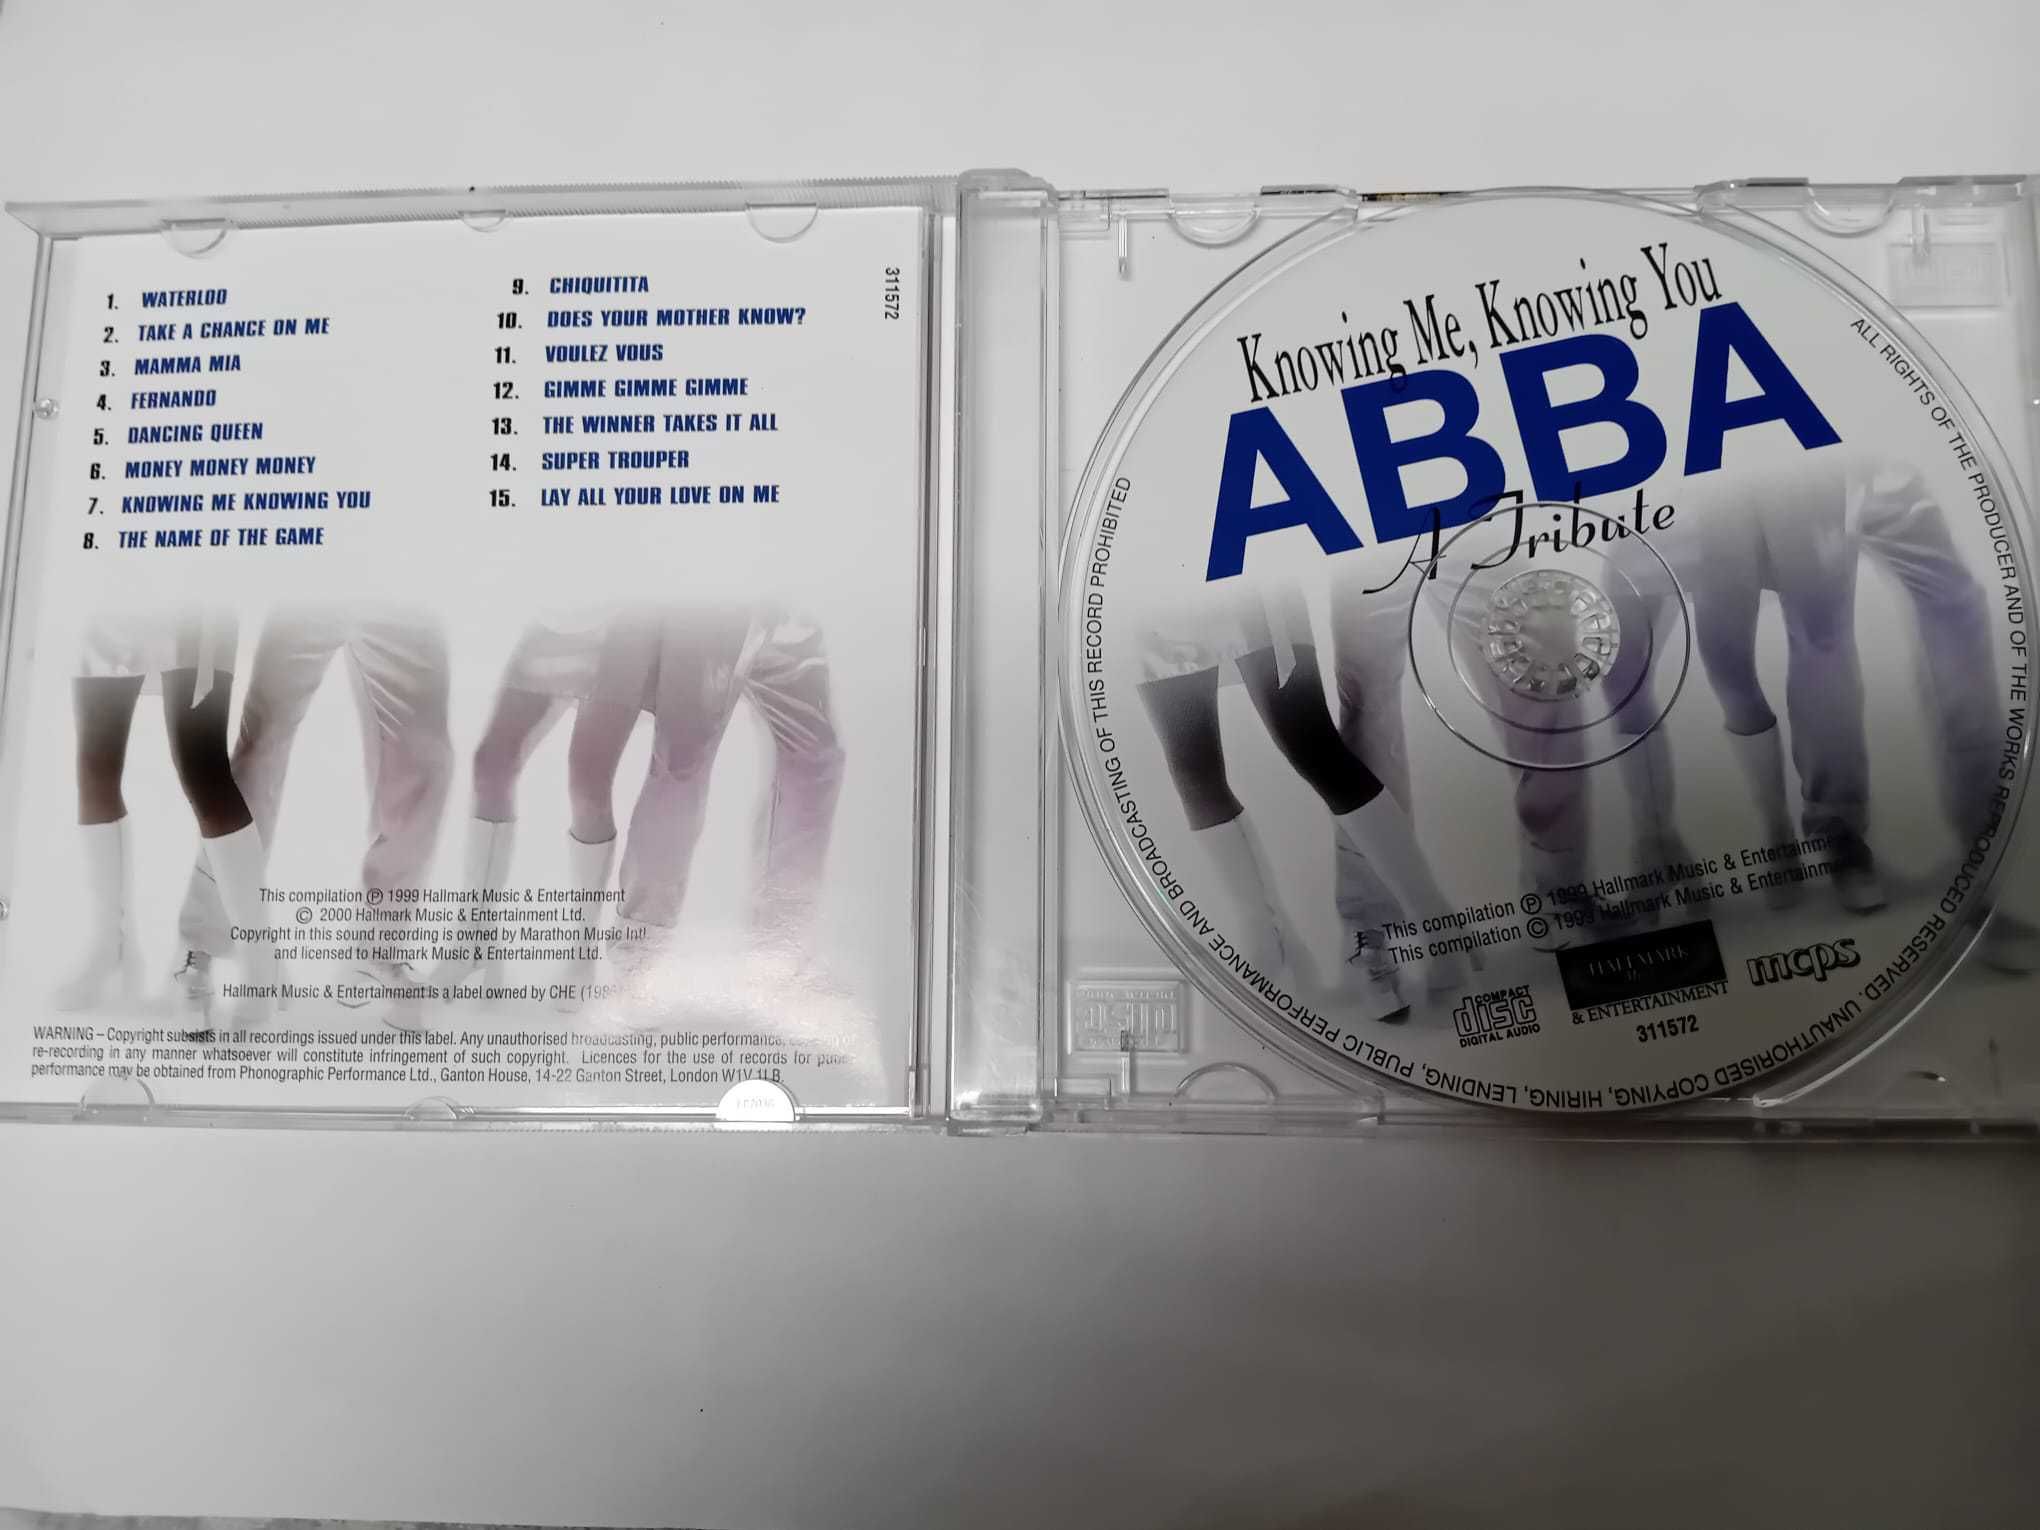 1. WATERLOO
2. TAKE A CHANCE ON ME
3. MAMMA MIA
4. FERNANDO
5. DANCING QUEEN
6. MONEY MONEY MONEY
7. KNOWING ME KNOWING YOU
8. THE NAME OF THE GAME
9. CHIQUITITA
10. DOES YOUR MOTHER KNOW?
11. VOULEZ VOUS
12. GIMME GIMME GIMME
13. THE WINNER TAKES IT ALL
14. SUPER TROUPER
15. LAY ALL YOUR LOVE ON ME
311572
This compilation ℗ 1999 Hallmark Music & Entertainment
© 2000 Hallmark Music & Entertainment Ltd.
Copyright in this sound recording is owned by Marathon Music Intl.
and licensed to Hallmark Music & Entertainment Ltd.
Hallmark Music & Entertainment is a label owned by CHE
WARNING – Copyright subsists in all recordings issued under this label. Any unauthorised broadcasting, public performance,
re-recording in any manner whatsoever will constitute infringement of such copyright. Licences for the use of records for public
performance may be obtained from Phonographic Performance Ltd., Ganton House, 14-22 Ganton Street, London W1V 1LB.
Knowing Me, Knowing You
ABBA
A Tribute
ALL RIGHTS OF THE PRODUCER AND OF THE WORKS REPRODUCED RESERVED. UNAUTHORISED COPYING, HIRING, LENDING, PUBLIC PERFORMANCE AND BROADCASTING OF THIS RECORD PROHIBITED
This compilation ℗ 1999 Hallmark Music &
This compilation © 1999 Hallmark Music &
COMPACT
disc
DIGITAL AUDIO
HALLMARK
& ENTERTAINMENT
311572
mcps